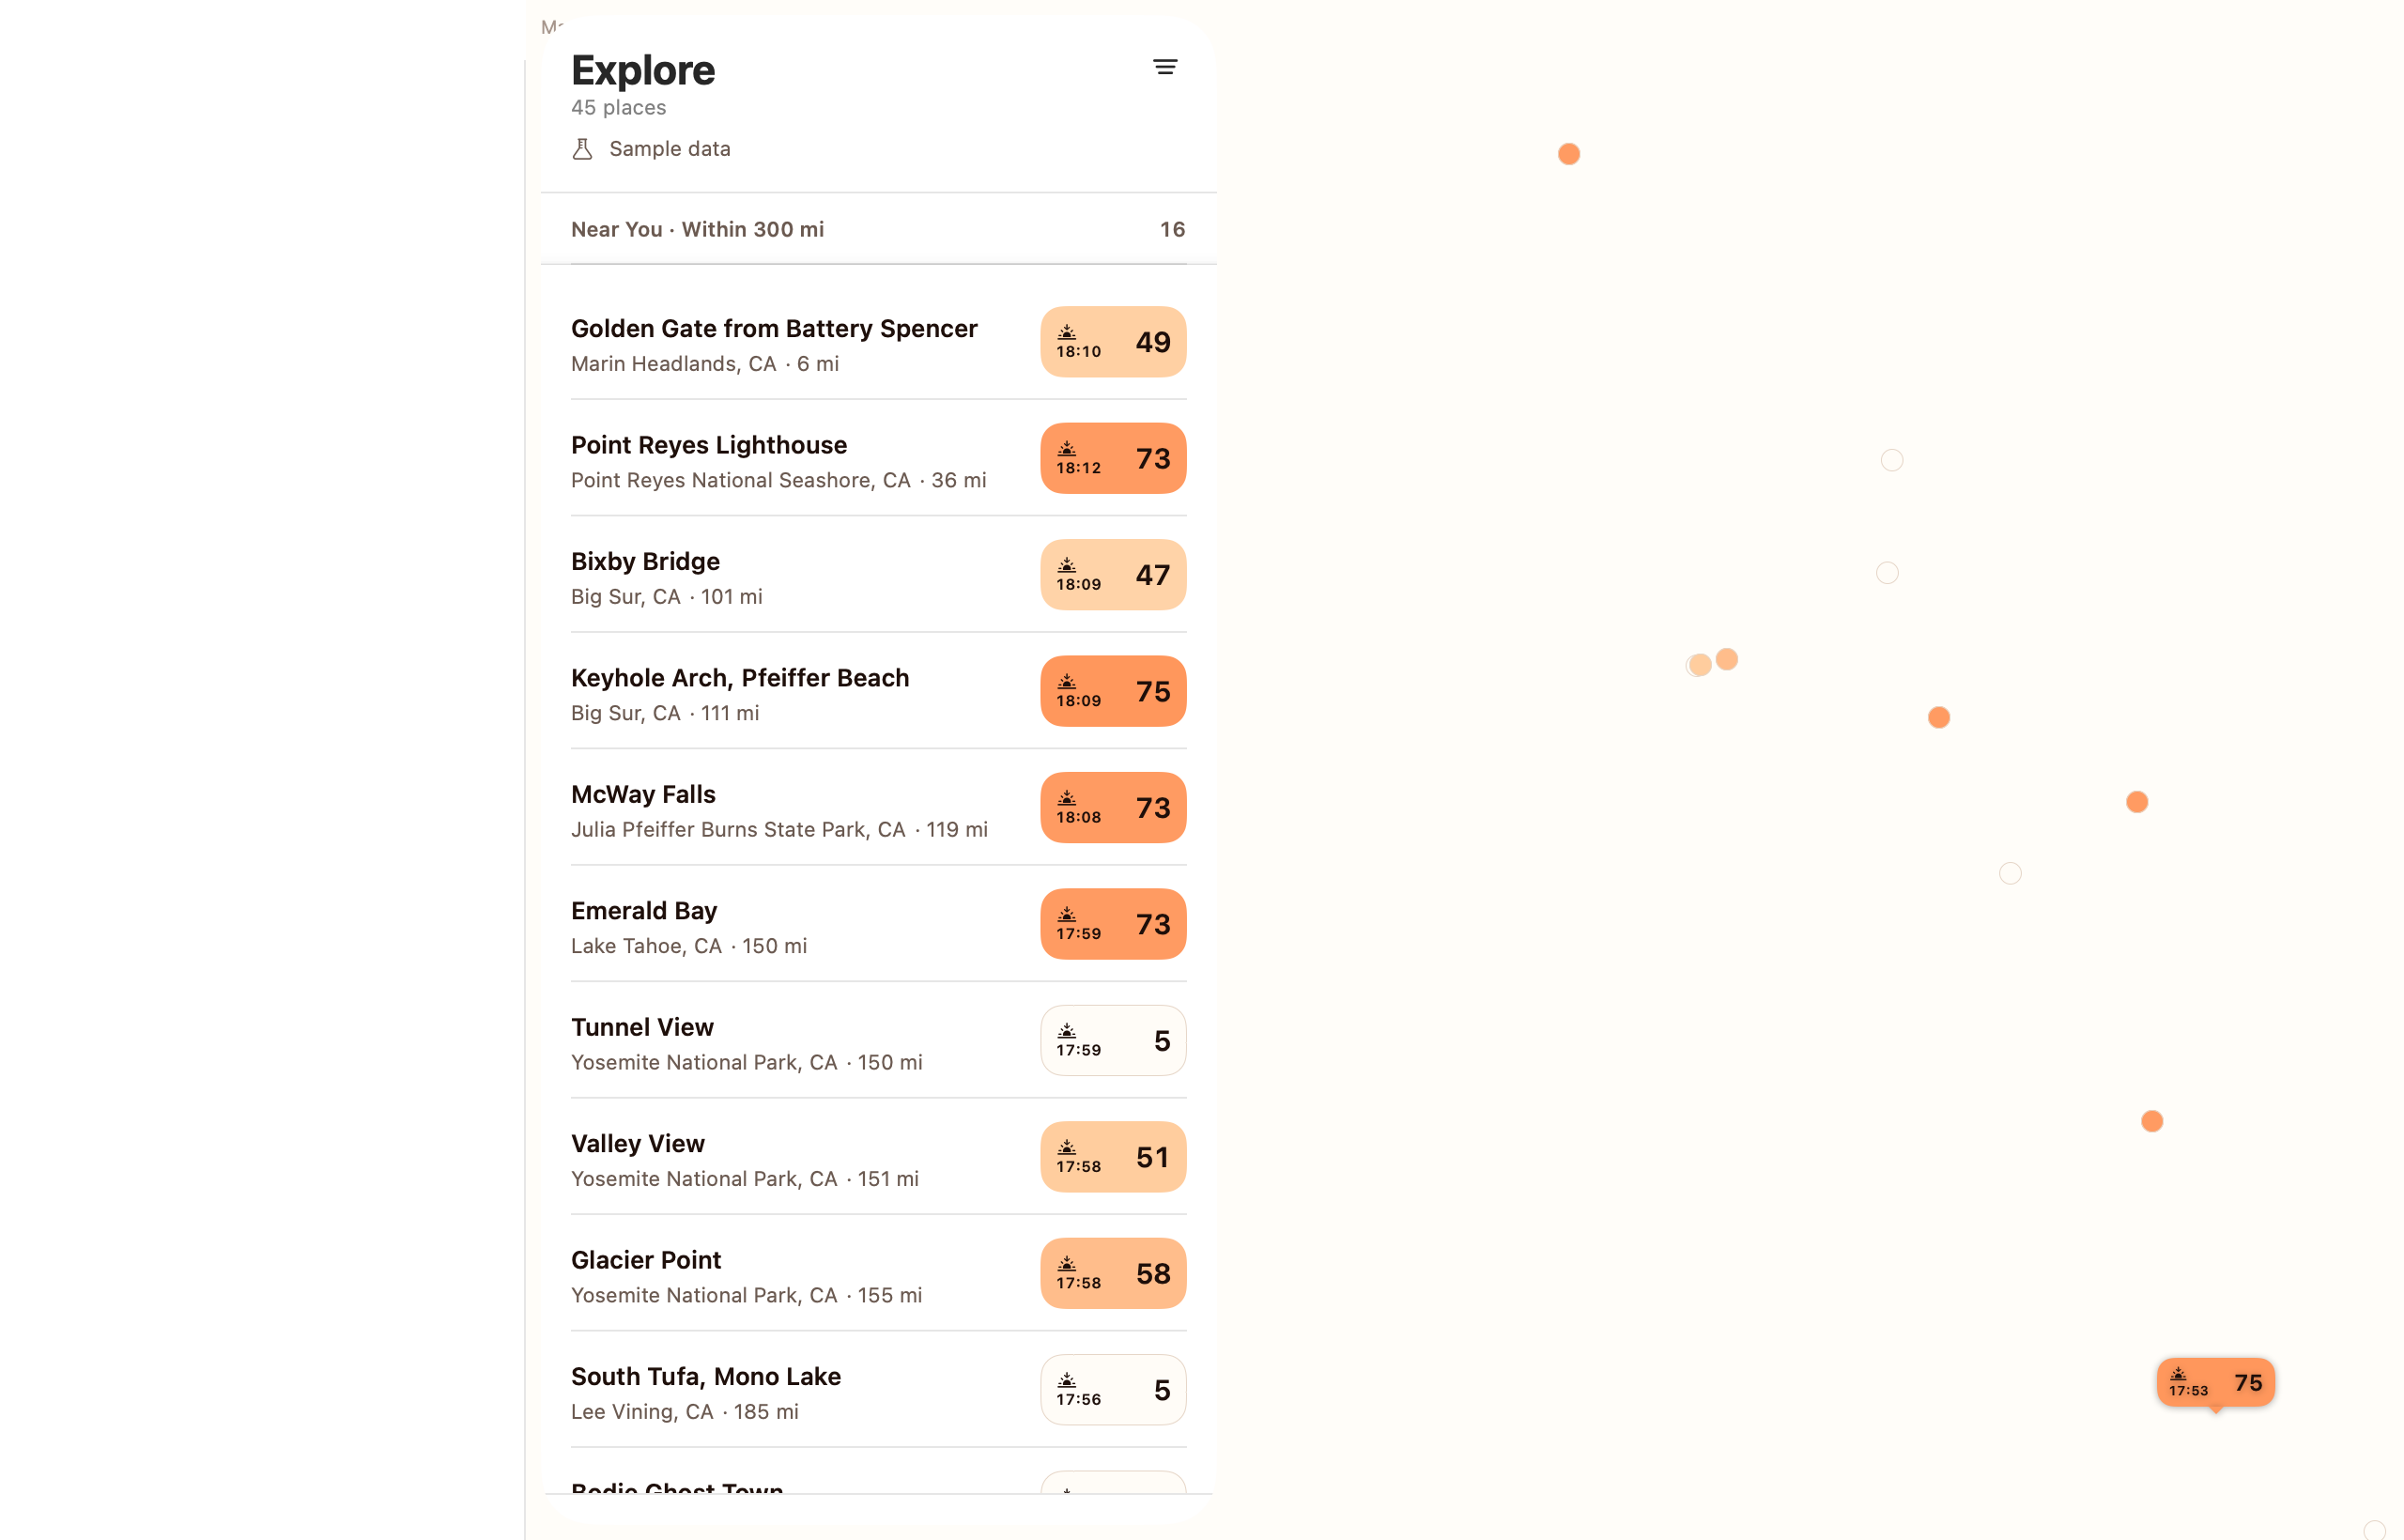 Explore
45 places
Sample data
Near You · Within 300 mi
16
Golden Gate from Battery Spencer
Marin Headlands, CA · 6 mi
18:10
49
Point Reyes Lighthouse
Point Reyes National Seashore, CA · 36 mi
18:12
73
Bixby Bridge
Big Sur, CA · 101 mi
18:09
47
Keyhole Arch, Pfeiffer Beach
Big Sur, CA · 111 mi
18:09
75
McWay Falls
Julia Pfeiffer Burns State Park, CA · 119 mi
18:08
73
Emerald Bay
Lake Tahoe, CA · 150 mi
17:59
73
Tunnel View
Yosemite National Park, CA · 150 mi
17:59
5
Valley View
Yosemite National Park, CA · 151 mi
17:58
51
Glacier Point
Yosemite National Park, CA · 155 mi
17:58
58
South Tufa, Mono Lake
Lee Vining, CA · 185 mi
17:56
5
Bodie Ghost Town
17:53
75